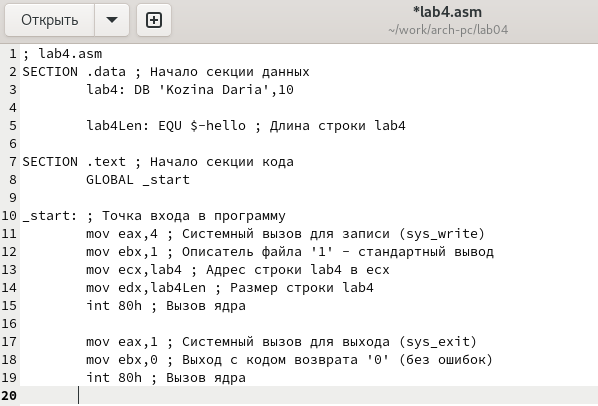 Открыть
*lab4.asm
~/work/arch-pc/lab04
1 ; lab4.asm
2 SECTION .data ; Начало секции данных
3         lab4: DB 'Kozina Daria',10
4
5         lab4Len: EQU $-hello ; Длина строки lab4
6
7 SECTION .text ; Начало секции кода
8         GLOBAL _start
9
10 _start: ; Точка входа в программу
11         mov eax,4 ; Системный вызов для записи (sys_write)
12         mov ebx,1 ; Описатель файла '1' - стандартный вывод
13         mov ecx,lab4 ; Адрес строки lab4 в ecx
14         mov edx,lab4Len ; Размер строки lab4
15         int 80h ; Вызов ядра
16
17         mov eax,1 ; Системный вызов для выхода (sys_exit)
18         mov ebx,0 ; Выход с кодом возврата '0' (без ошибок)
19         int 80h ; Вызов ядра
20